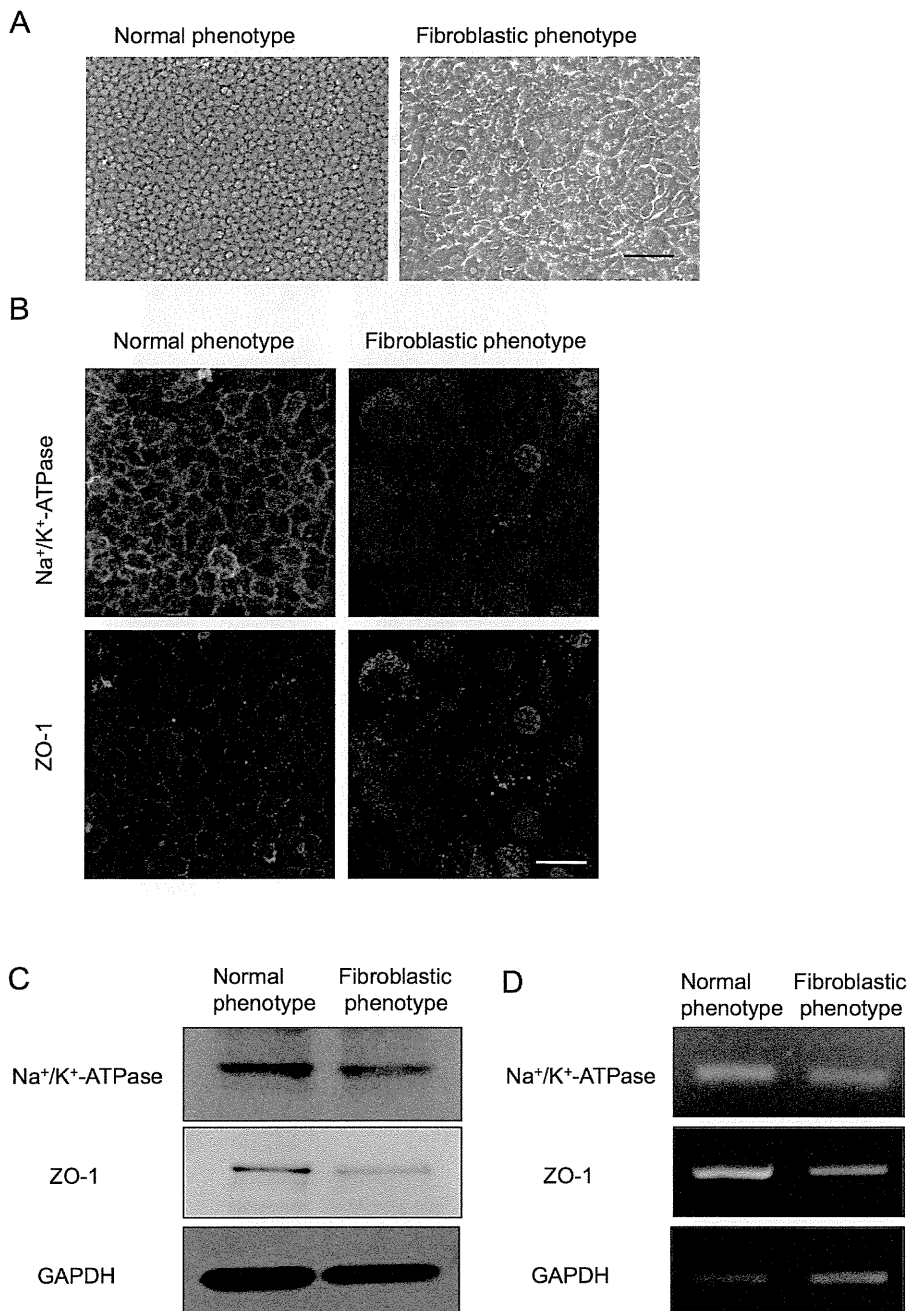 A
Normal phenotype
Fibroblastic phenotype
B
Normal phenotype
Fibroblastic phenotype
Na⁺/K⁺-ATPase
ZO-1
C
Normal
phenotype
Fibroblastic
phenotype
Na⁺/K⁺-ATPase
ZO-1
GAPDH
D
Normal
phenotype
Fibroblastic
phenotype
Na⁺/K⁺-ATPase
ZO-1
GAPDH